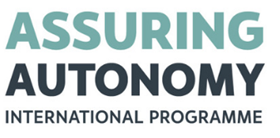 ASSURING
AUTONOMY
INTERNATIONAL PROGRAMME